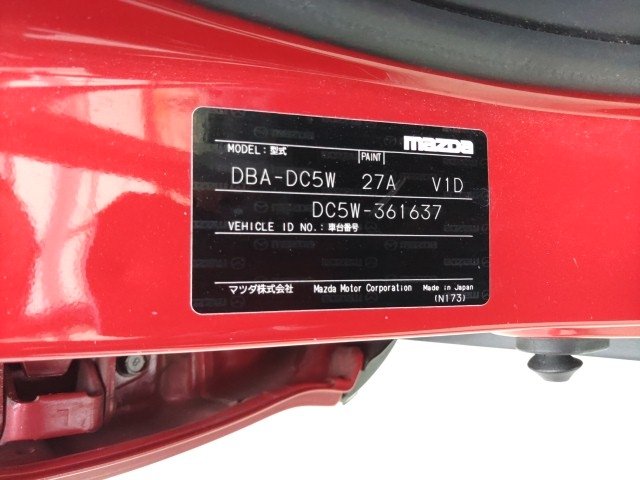 mazda
MODEL: 型式 PAINT
DBA-DC5W 27A V1D
DC5W-361637
VEHICLE ID NO.: 車台番号
マツダ株式会社 Mazda Motor Corporation Made in Japan
(N173)